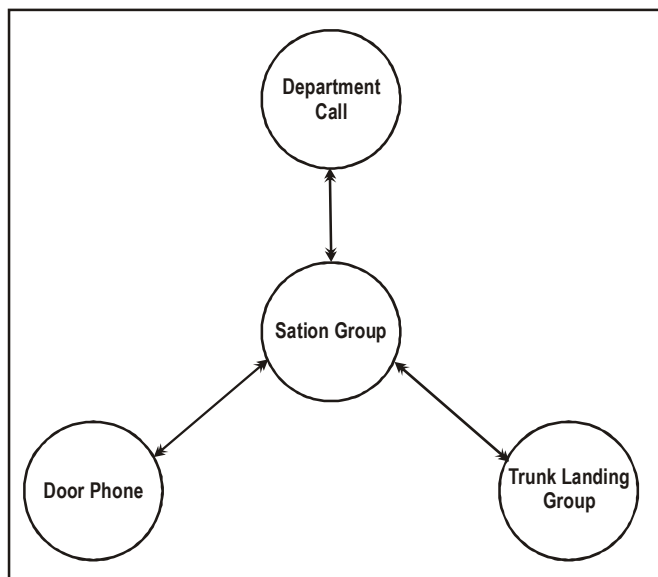 Department
Call
Sation Group
Door Phone
Trunk Landing
Group